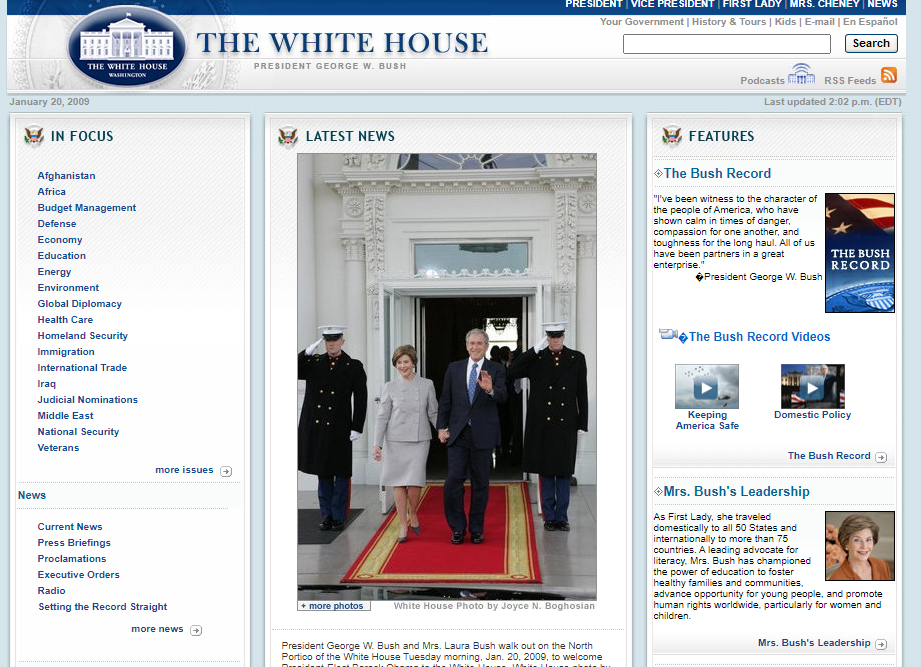 PRESIDENT | VICE PRESIDENT | FIRST LADY | MRS. CHENEY | NEWS
Your Government | History & Tours | Kids | E-mail | En Español
THE WHITE HOUSE
WASHINGTON
THE WHITE HOUSE
PRESIDENT GEORGE W. BUSH
Search
Podcasts
RSS Feeds
January 20, 2009
Last updated 2:02 p.m. (EDT)
IN FOCUS
Afghanistan
Africa
Budget Management
Defense
Economy
Education
Energy
Environment
Global Diplomacy
Health Care
Homeland Security
Immigration
International Trade
Iraq
Judicial Nominations
Middle East
National Security
Veterans
more issues
News
Current News
Press Briefings
Proclamations
Executive Orders
Radio
Setting the Record Straight
more news
LATEST NEWS
+ more photos
White House Photo by Joyce N. Boghosian
President George W. Bush and Mrs. Laura Bush walk out on the North
Portico of the White House Tuesday morning, Jan. 20, 2009, to welcome
President-Elect Barack Obama to the White House. White House photo by
FEATURES
The Bush Record
"I've been witness to the character of
the people of America, who have
shown calm in times of danger,
compassion for one another, and
toughness for the long haul. All of us
have been partners in a great
enterprise."
�President George W. Bush
THE BUSH
RECORD
�The Bush Record Videos
Keeping
America Safe
Domestic Policy
The Bush Record
Mrs. Bush's Leadership
As First Lady, she traveled
domestically to all 50 States and
internationally to more than 75
countries. A leading advocate for
literacy, Mrs. Bush has championed
the power of education to foster
healthy families and communities,
advance opportunity for young people, and promote
human rights worldwide, particularly for women and
children.
Mrs. Bush's Leadership